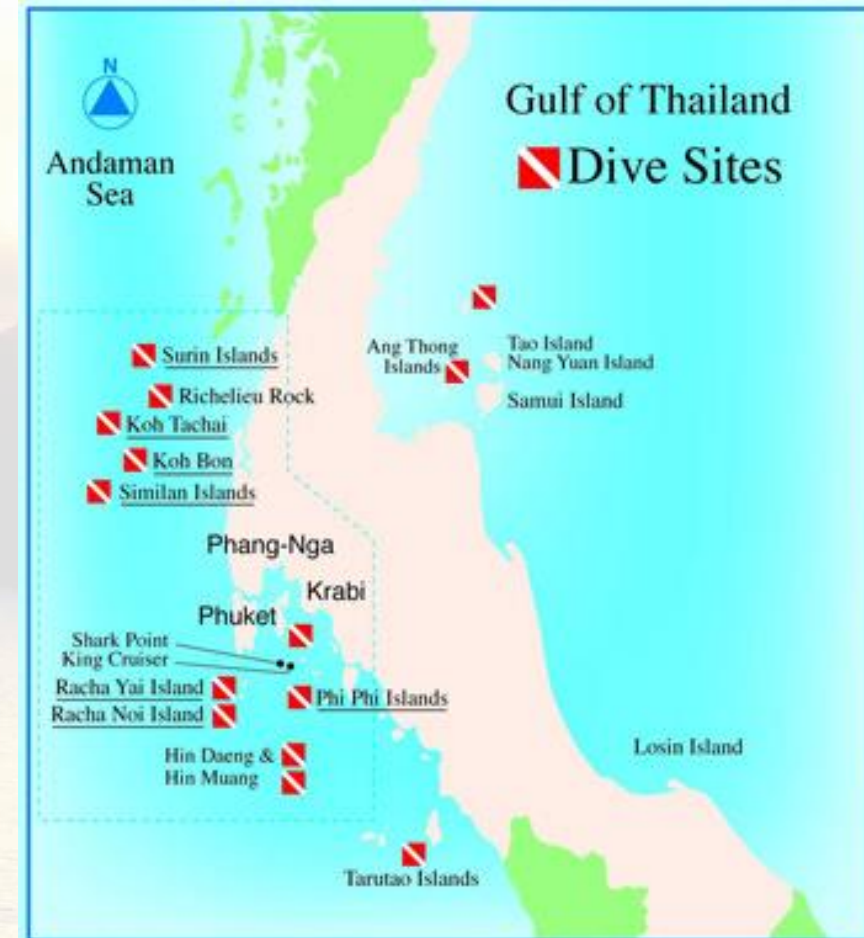 N
Andaman
Sea
Gulf of Thailand
Dive Sites
Surin Islands
Richelieu Rock
Koh Tachai
Koh Bon
Similan Islands
Ang Thong
Islands
Tao Island
Nang Yuan Island
Samui Island
Phang-Nga
Krabi
Phuket
Shark Point
King Cruiser
Racha Yai Island
Racha Noi Island
Phi Phi Islands
Hin Daeng &
Hin Muang
Losin Island
Tarutao Islands